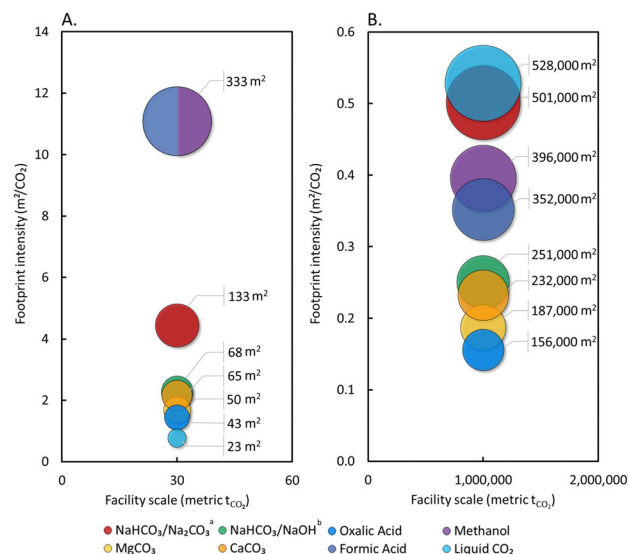 A.
14
12
10
8
6
4
2
0
Footprint intensity (m²/CO₂)
333 m²
133 m²
68 m²
65 m²
50 m²
43 m²
23 m²
0 30 60
Facility scale (metric t_CO₂)
B.
0.6
0.5
0.4
0.3
0.2
0.1
0.0
Footprint intensity (m²/CO₂)
528,000 m²
501,000 m²
396,000 m²
352,000 m²
251,000 m²
232,000 m²
187,000 m²
156,000 m²
0 1,000,000 2,000,000
Facility scale (metric t_CO₂)
NaHCO₃/Na₂CO₃ᵃ NaHCO₃/NaOHᵇ Oxalic Acid Methanol
MgCO₃ CaCO₃ Formic Acid Liquid CO₂